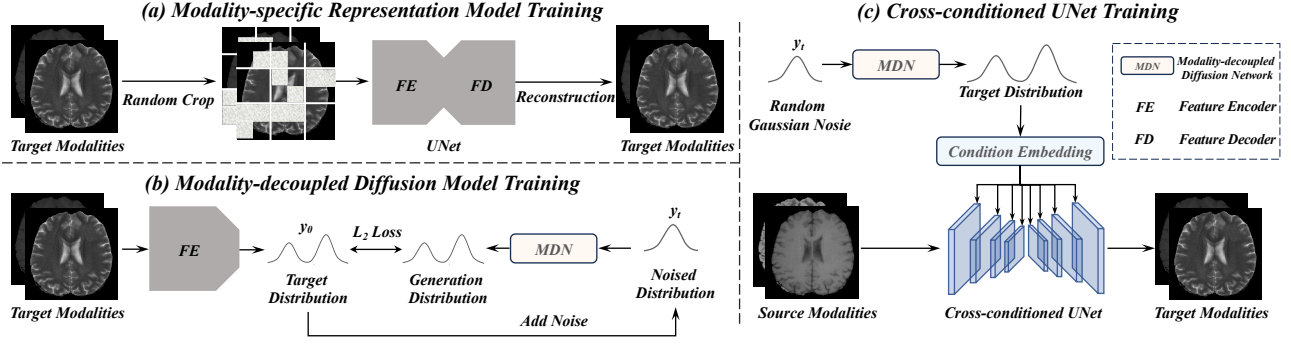 (a) Modality-specific Representation Model Training
Random Crop
FE
FD
Reconstruction
Target Modalities
UNet
Target Modalities
(b) Modality-decoupled Diffusion Model Training
FE
y0
L2 Loss
MDN
yt
Target
Distribution
Generation
Distribution
Noised
Distribution
Target Modalities
Add Noise
(c) Cross-conditioned UNet Training
yt
MDN
Random
Gaussian Nosie
Target Distribution
MDN
Modality-decoupled
Diffusion Network
FE
Feature Encoder
FD
Feature Decoder
Condition Embedding
Source Modalities
Cross-conditioned UNet
Target Modalities